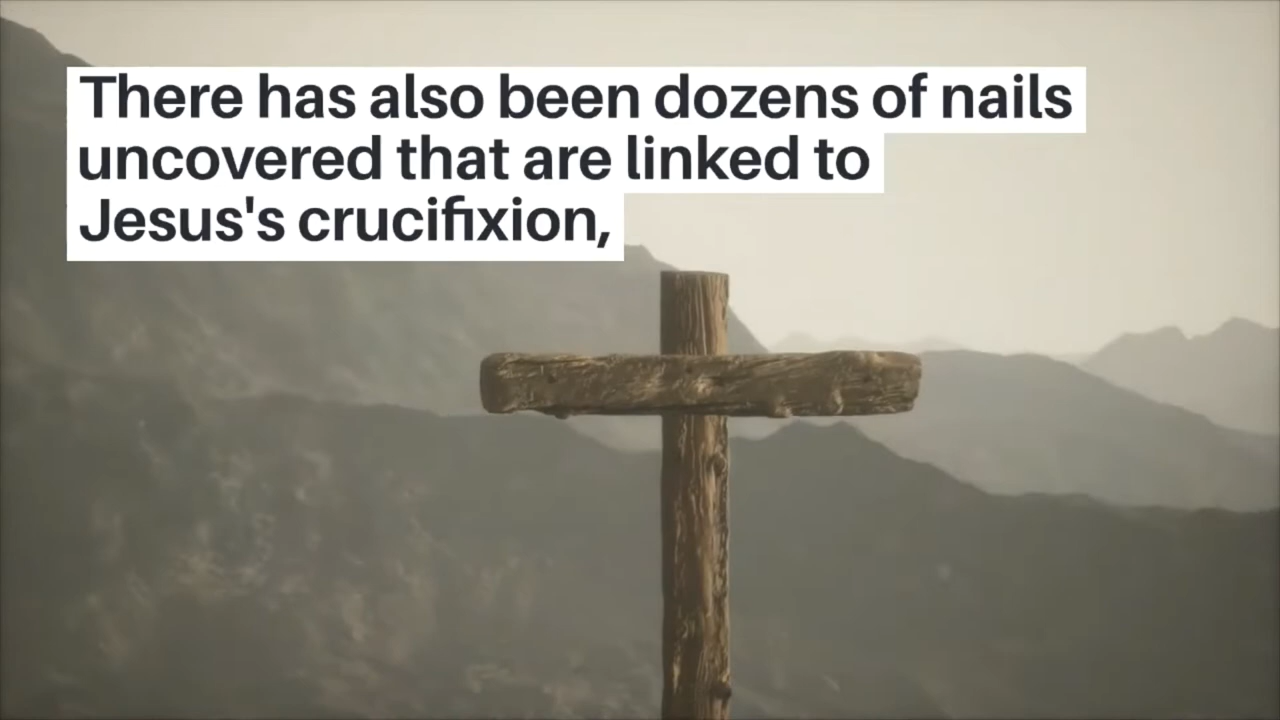 There has also been dozens of nails
uncovered that are linked to
Jesus's crucifixion,